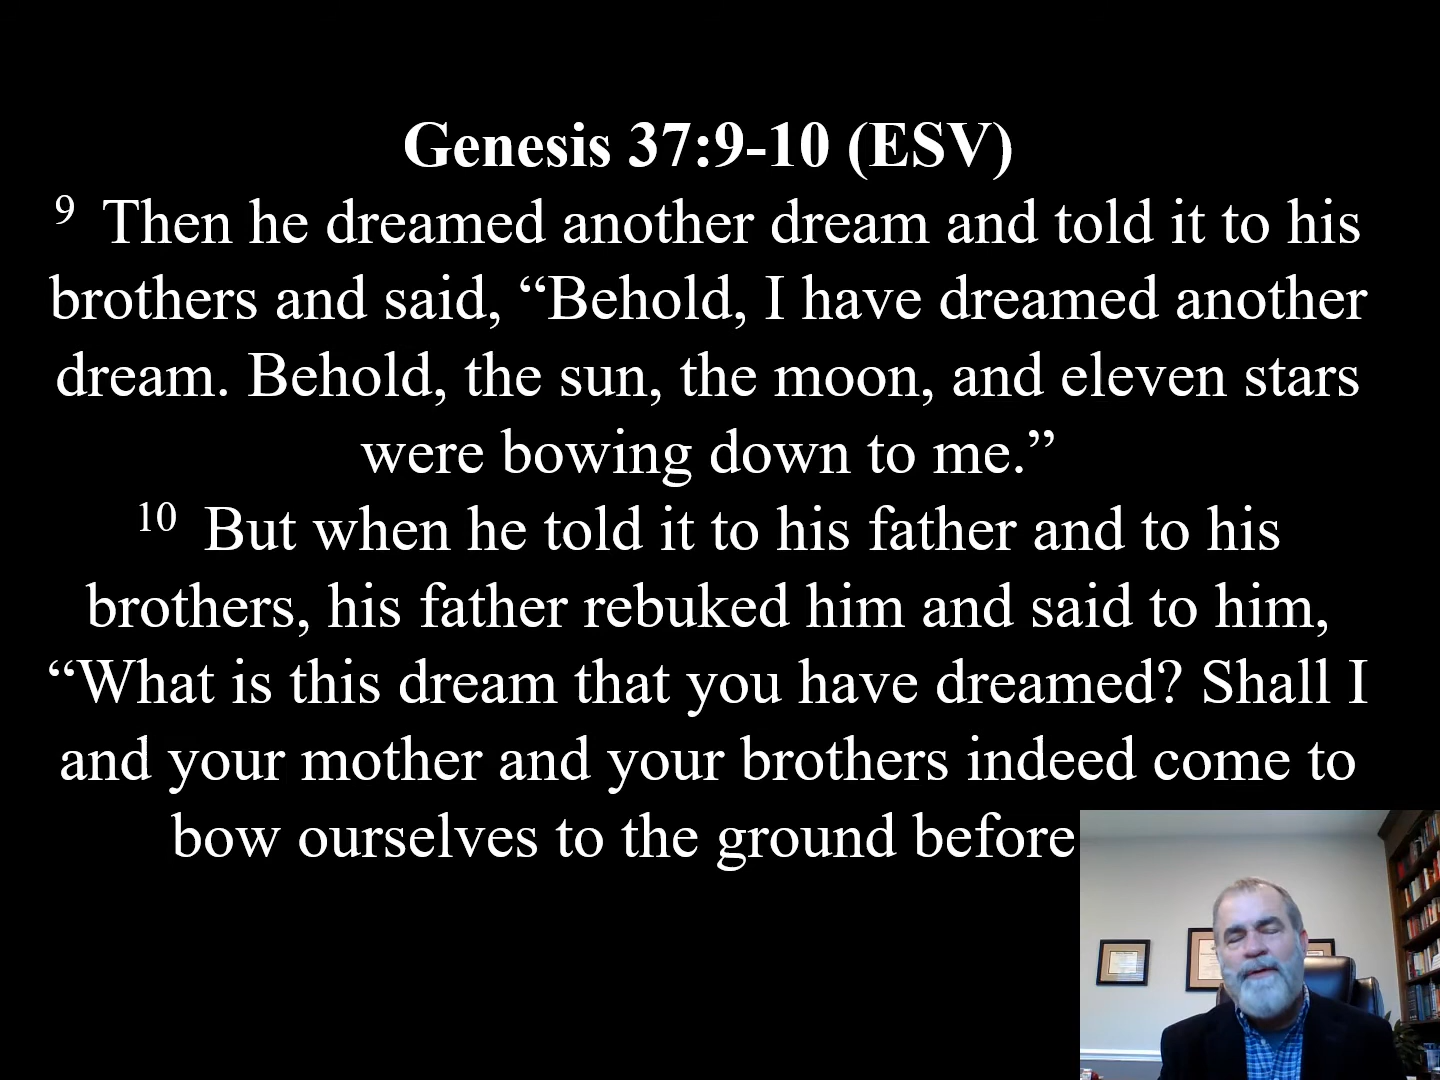 Genesis 37:9-10 (ESV)
9 Then he dreamed another dream and told it to his
brothers and said, “Behold, I have dreamed another
dream. Behold, the sun, the moon, and eleven stars
were bowing down to me.”
10 But when he told it to his father and to his
brothers, his father rebuked him and said to him,
“What is this dream that you have dreamed? Shall I
and your mother and your brothers indeed come to
bow ourselves to the ground before